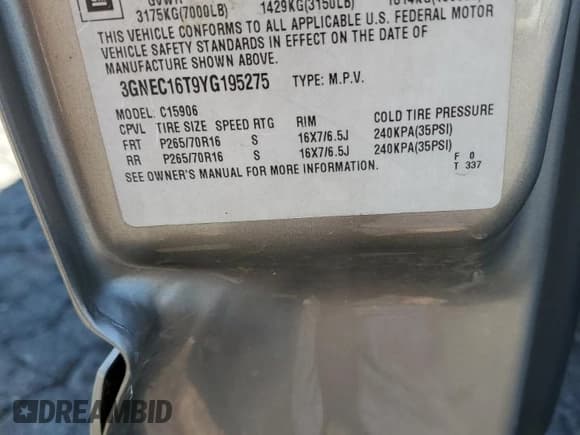 GM
GVWR
3175KG(7000LB) 1429KG(3150LB)
THIS VEHICLE CONFORMS TO ALL APPLICABLE U.S. FEDERAL MOTOR
VEHICLE SAFETY STANDARDS IN EFFECT ON THE DATE OF
MANUFACTURE SHOWN ABOVE.
3GNEC16T9YG195275 TYPE: M.P.V.
MODEL: C15906
CPVL TIRE SIZE SPEED RTG RIM COLD TIRE PRESSURE
FRT P265/70R16 S 16X7/6.5J 240KPA(35PSI)
RR P265/70R16 S 16X7/6.5J 240KPA(35PSI)
SEE OWNER'S MANUAL FOR MORE INFORMATION.
F 0
T 337
DREAMBID